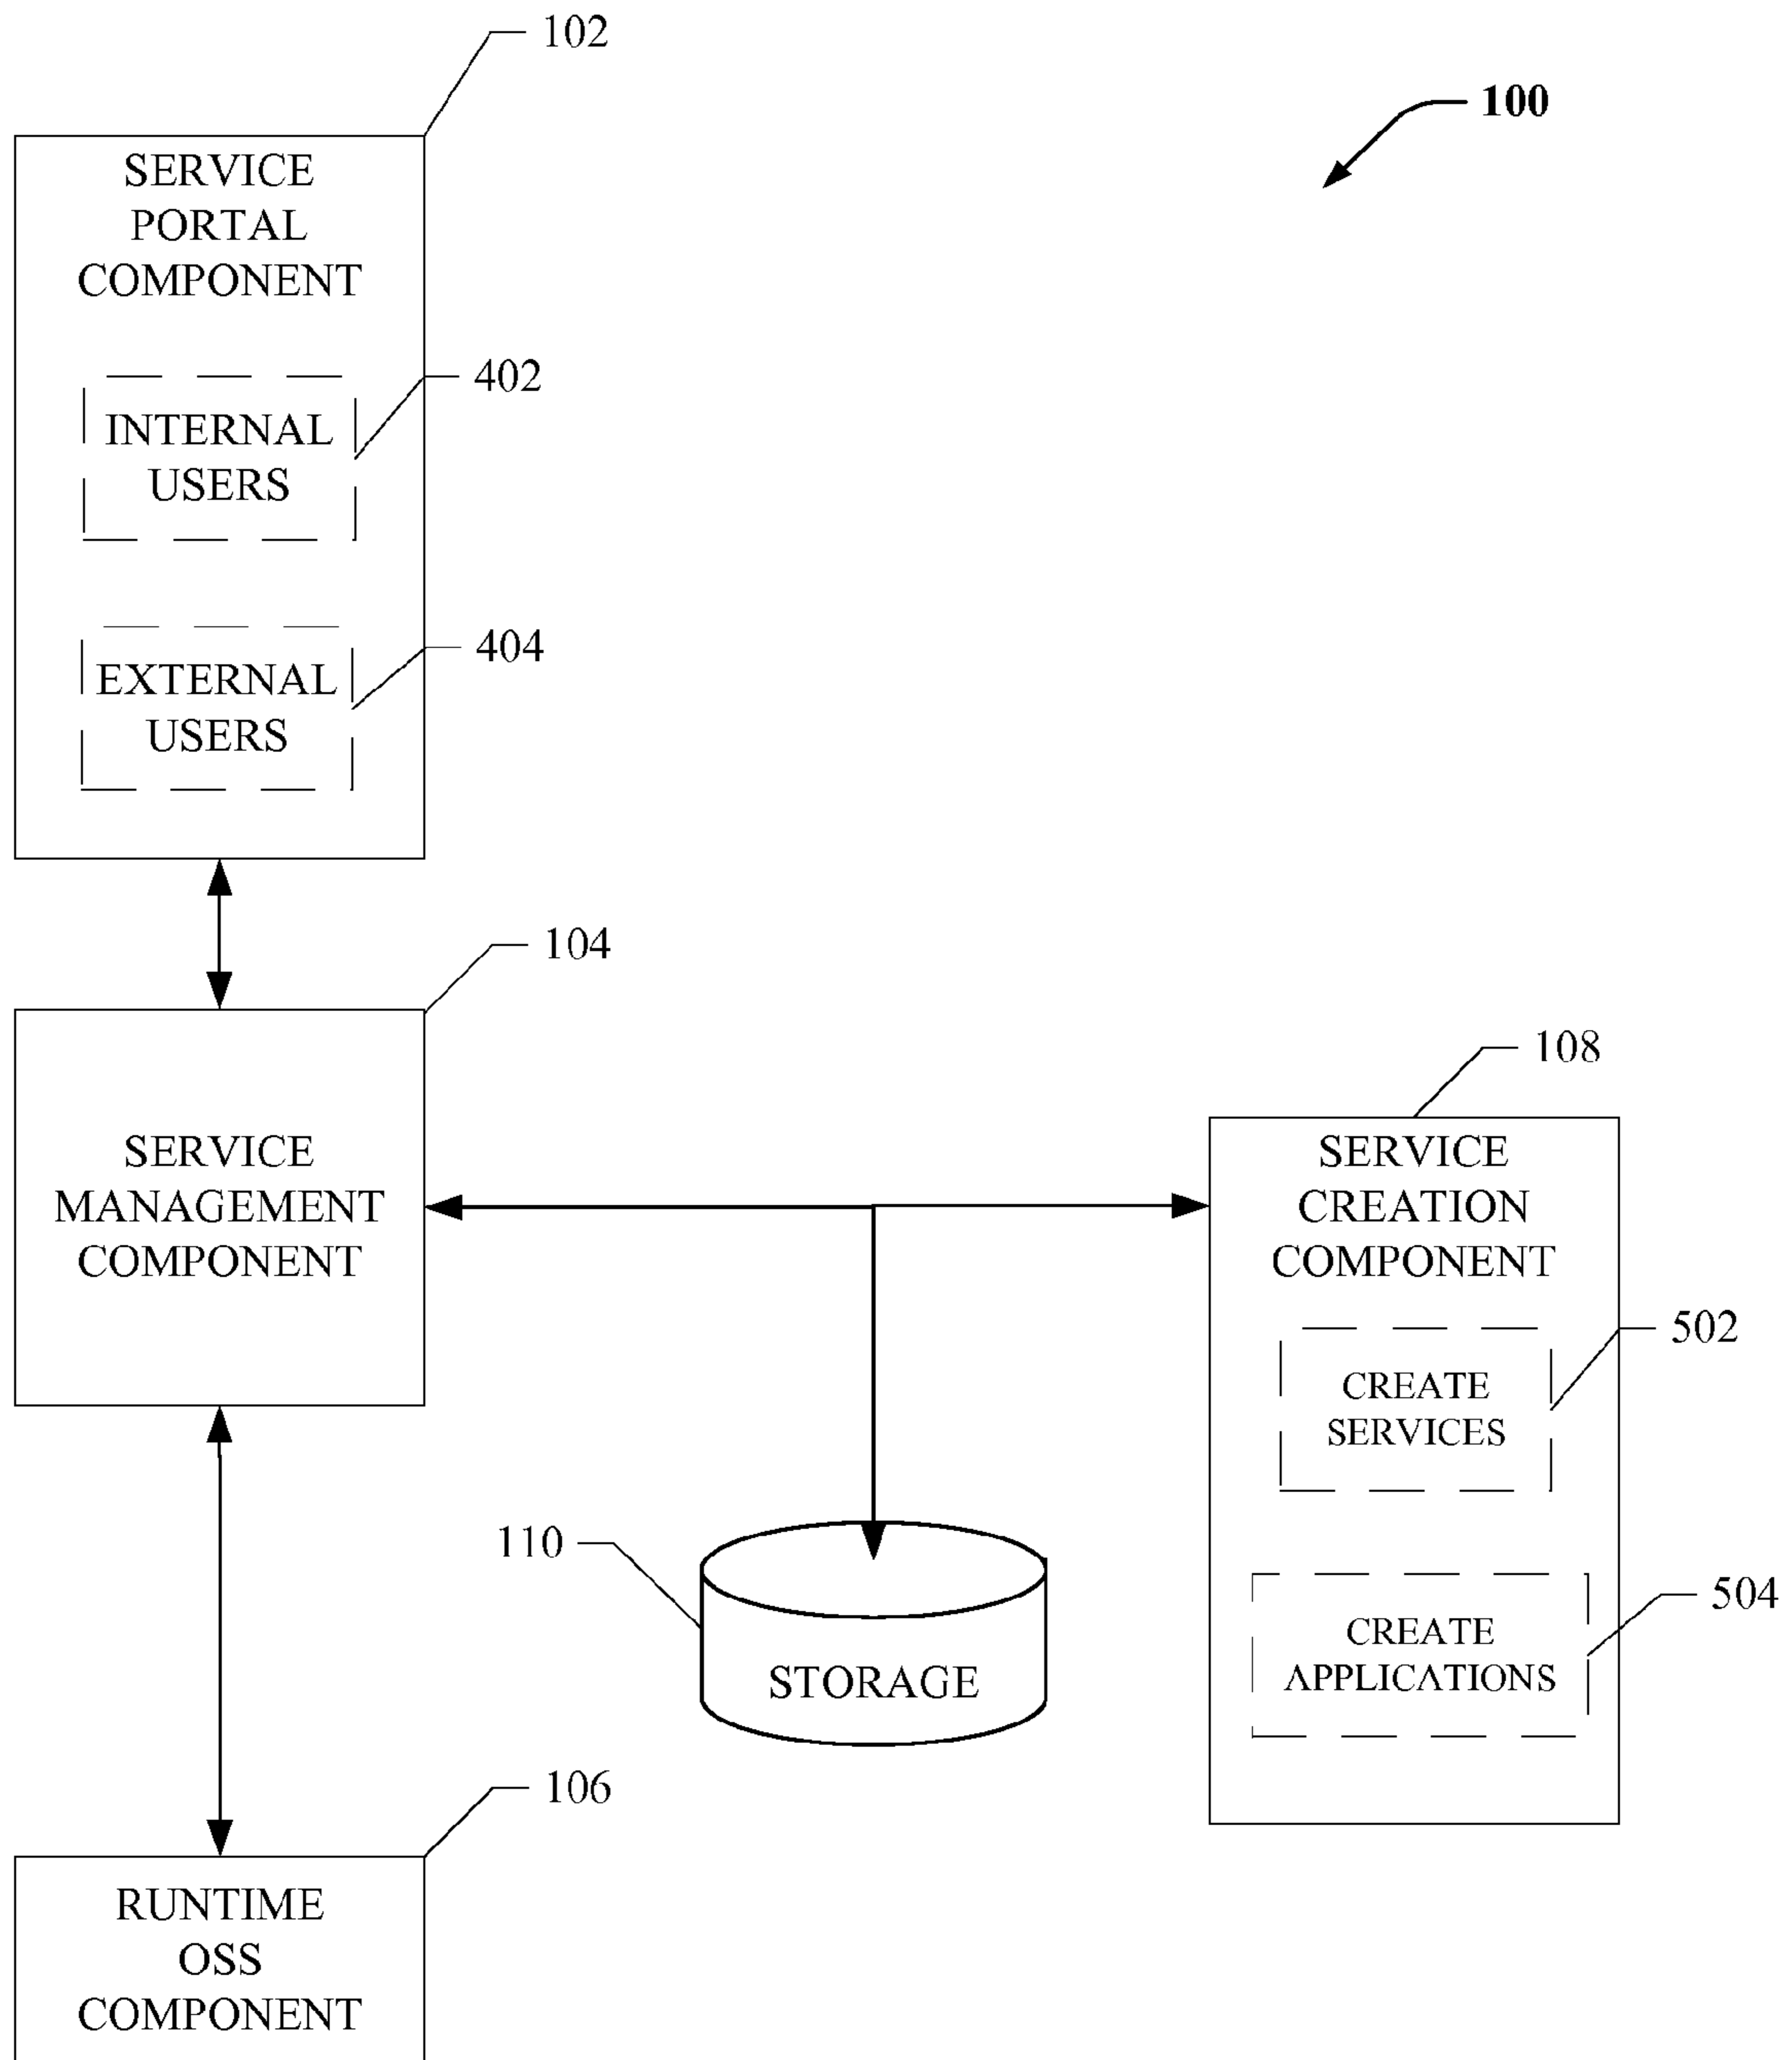 102
100
SERVICE
PORTAL
COMPONENT
402
INTERNAL
USERS
404
EXTERNAL
USERS
104
SERVICE
MANAGEMENT
COMPONENT
108
SERVICE
CREATION
COMPONENT
502
CREATE
SERVICES
110
STORAGE
504
CREATE
APPLICATIONS
106
RUNTIME
OSS
COMPONENT